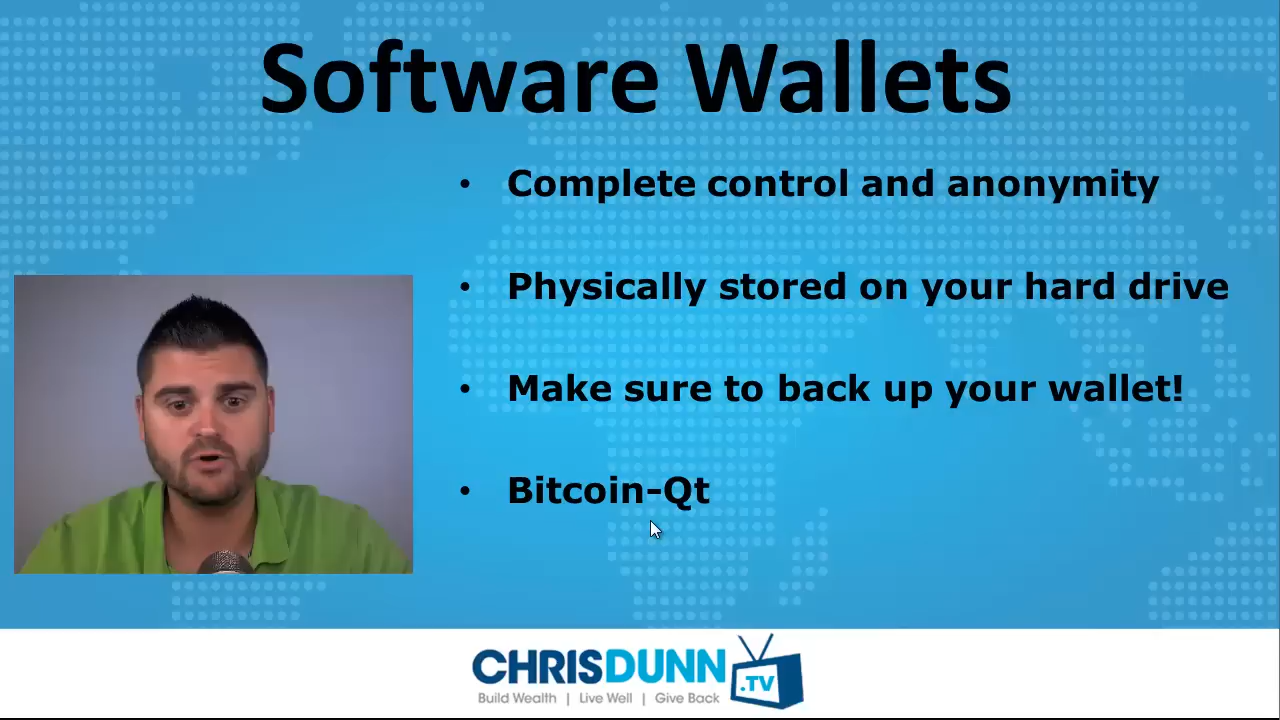 Software Wallets
• Complete control and anonymity
• Physically stored on your hard drive
• Make sure to back up your wallet!
• Bitcoin-Qt
CHRISDUNN.TV
Build Wealth | Live Well | Give Back